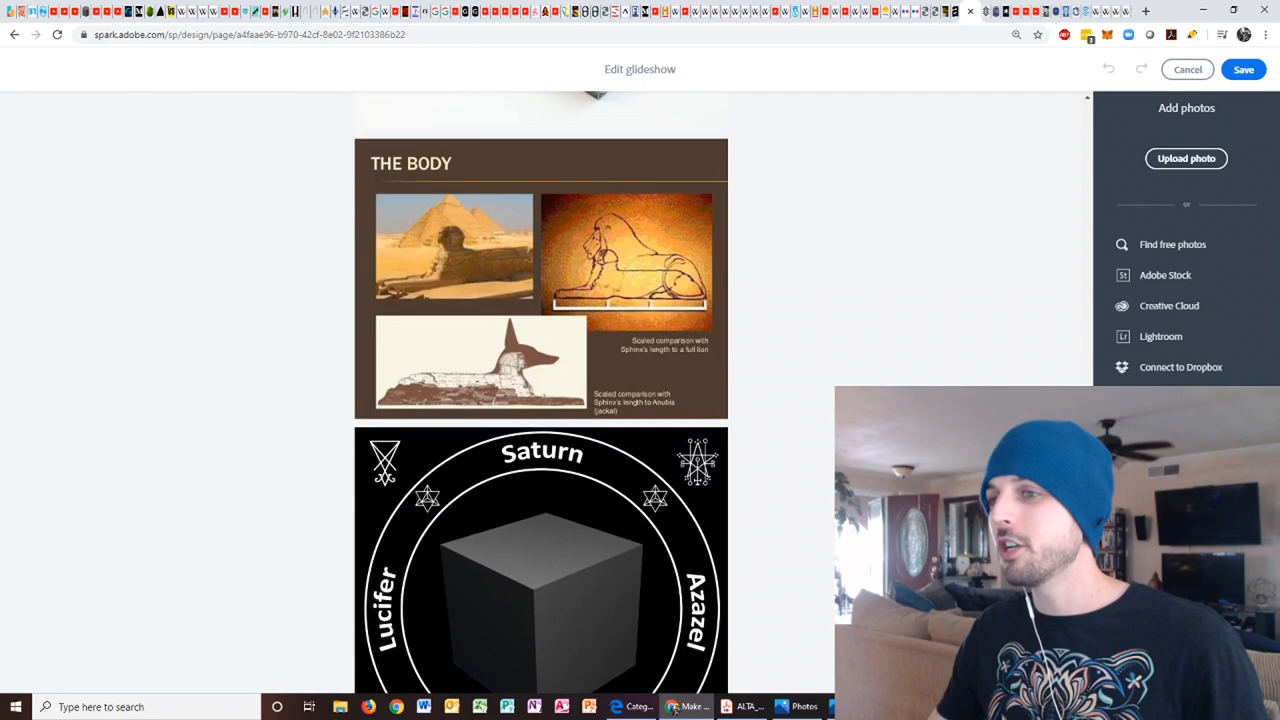 spark.adobe.com/sp/design/page/a4faae96-b970-42cf-8e02-9f2103386b22
Edit glideshow
Cancel
Save
Add photos
Upload photo
or
Find free photos
Adobe Stock
Creative Cloud
Lightroom
Connect to Dropbox
THE BODY
Scaled comparison with
Sphinx's length to a full lion
Scaled comparison with
Sphinx's length to Anubis
(jackal)
Saturn
Lucifer
Azazel
Type here to search
Categ...
Make ...
ALTA_...
Photos